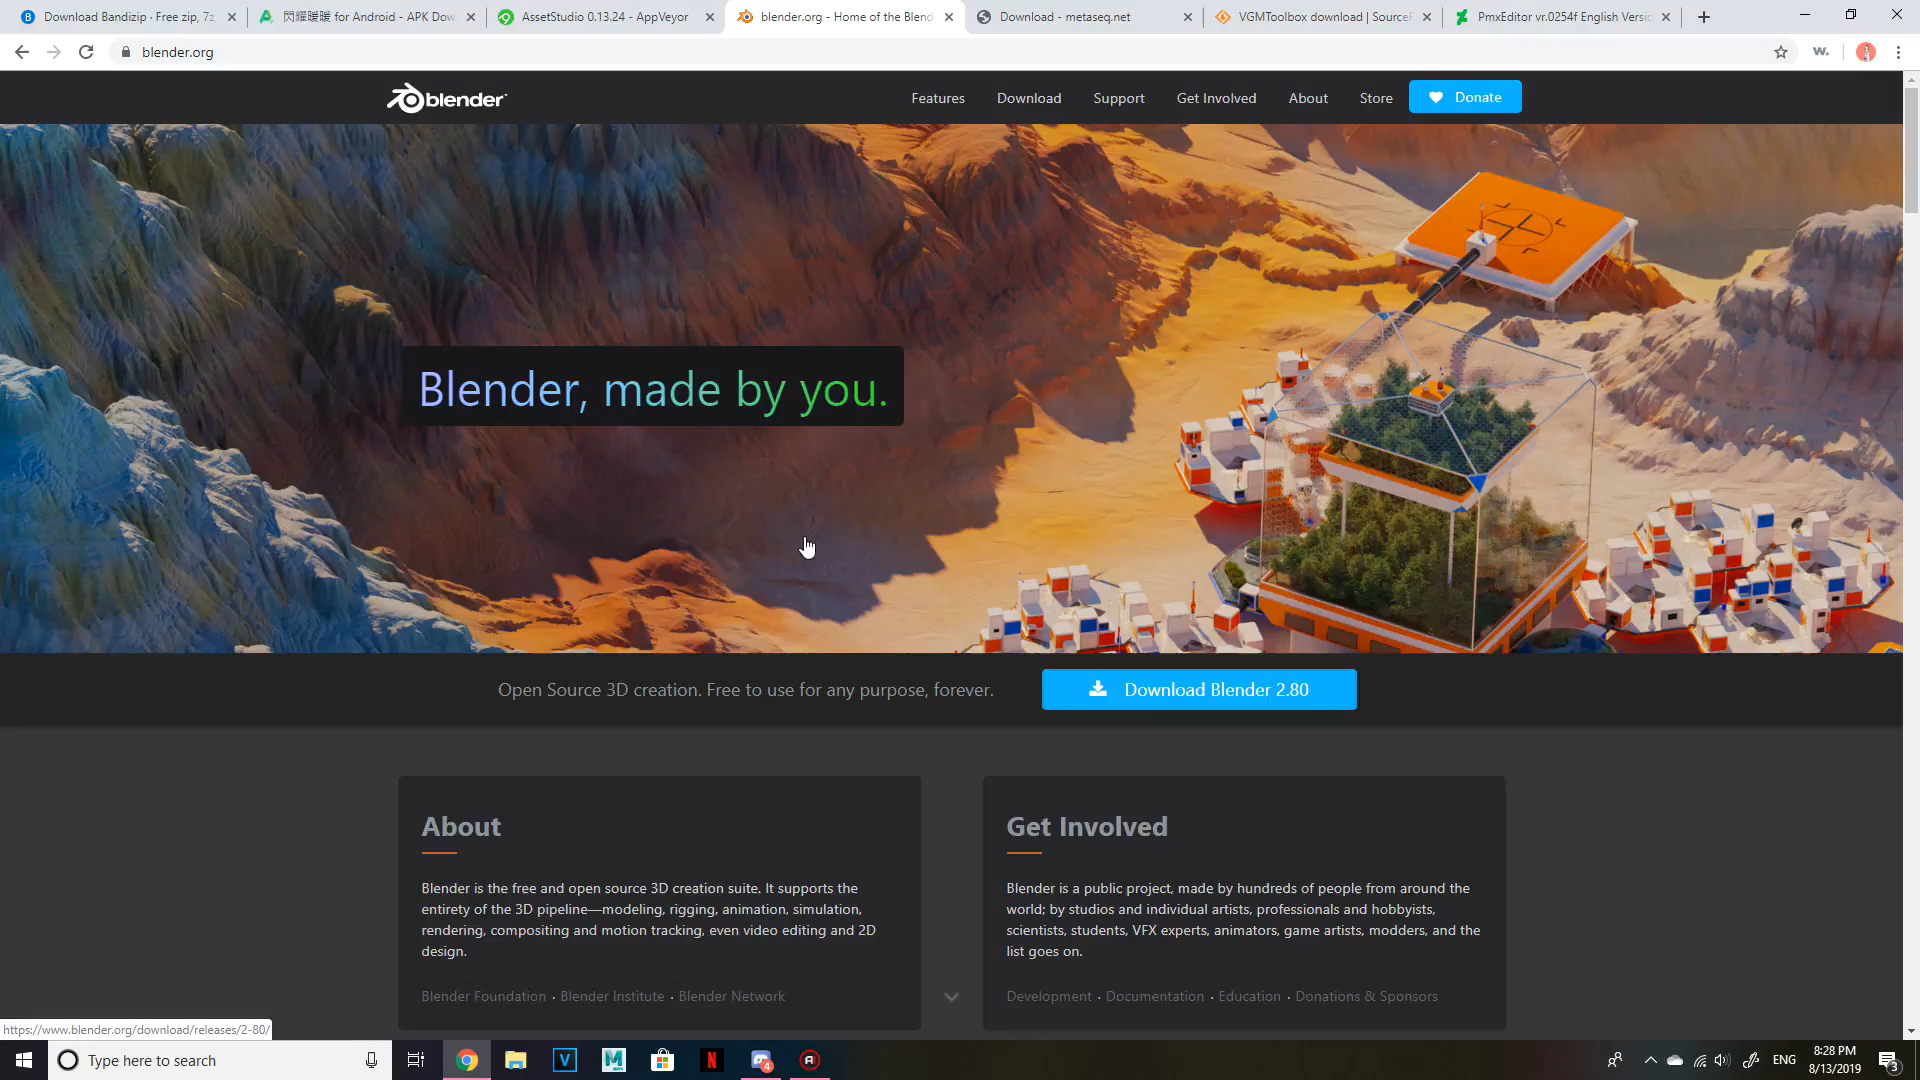 Download Bandizip · Free zip, 7z,
閃耀暖暖 for Android - APK Dow
AssetStudio 0.13.24 - AppVeyor
blender.org - Home of the Blend
Download - metaseq.net
VGMToolbox download | SourceF
PmxEditor vr.0254f English Versio
blender.org
w.
blender
Features
Download
Support
Get Involved
About
Store
Donate
Blender, made by you.
Open Source 3D creation. Free to use for any purpose, forever.
Download Blender 2.80
About
Blender is the free and open source 3D creation suite. It supports the
entirety of the 3D pipeline—modeling, rigging, animation, simulation,
rendering, compositing and motion tracking, even video editing and 2D
design.
Blender Foundation · Blender Institute · Blender Network
Get Involved
Blender is a public project, made by hundreds of people from around the
world; by studios and individual artists, professionals and hobbyists,
scientists, students, VFX experts, animators, game artists, modders, and the
list goes on.
Development · Documentation · Education · Donations & Sponsors
https://www.blender.org/download/releases/2-80/
Type here to search
ENG
8:28 PM
8/13/2019
3